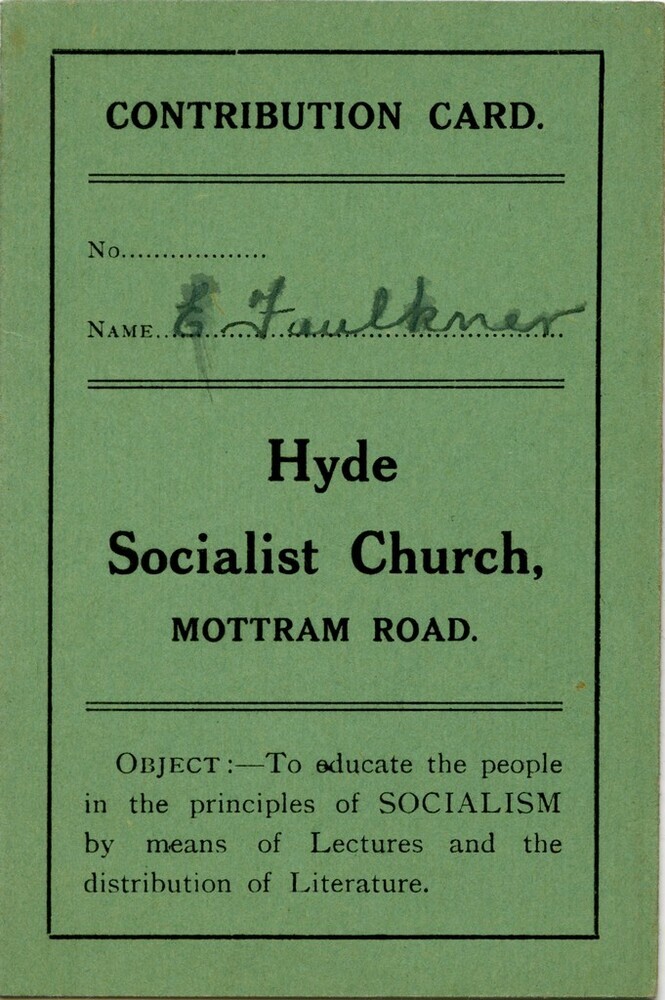 CONTRIBUTION CARD.
No..................
NAME. E Faulkner
Hyde
Socialist Church,
MOTTRAM ROAD.
OBJECT:—To educate the people
in the principles of SOCIALISM
by means of Lectures and the
distribution of Literature.